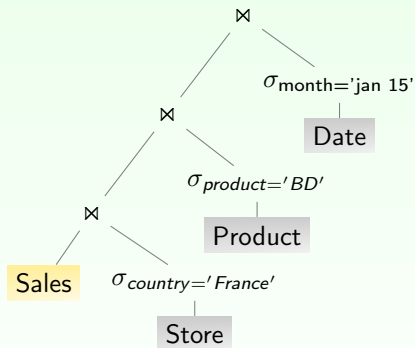 ⋈
σmonth='jan 15'
Date
⋈
σproduct='BD'
Product
⋈
Sales
σcountry='France'
Store